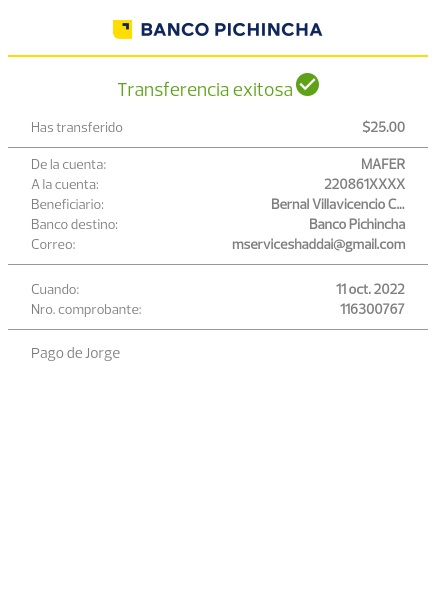 BANCO PICHINCHA
Transferencia exitosa
Has transferido $25.00
De la cuenta: MAFER
A la cuenta: 220861XXXX
Beneficiario: Bernal Villavicencio C...
Banco destino: Banco Pichincha
Correo: mserviceshaddai@gmail.com
Cuando: 11 oct. 2022
Nro. comprobante: 116300767
Pago de Jorge